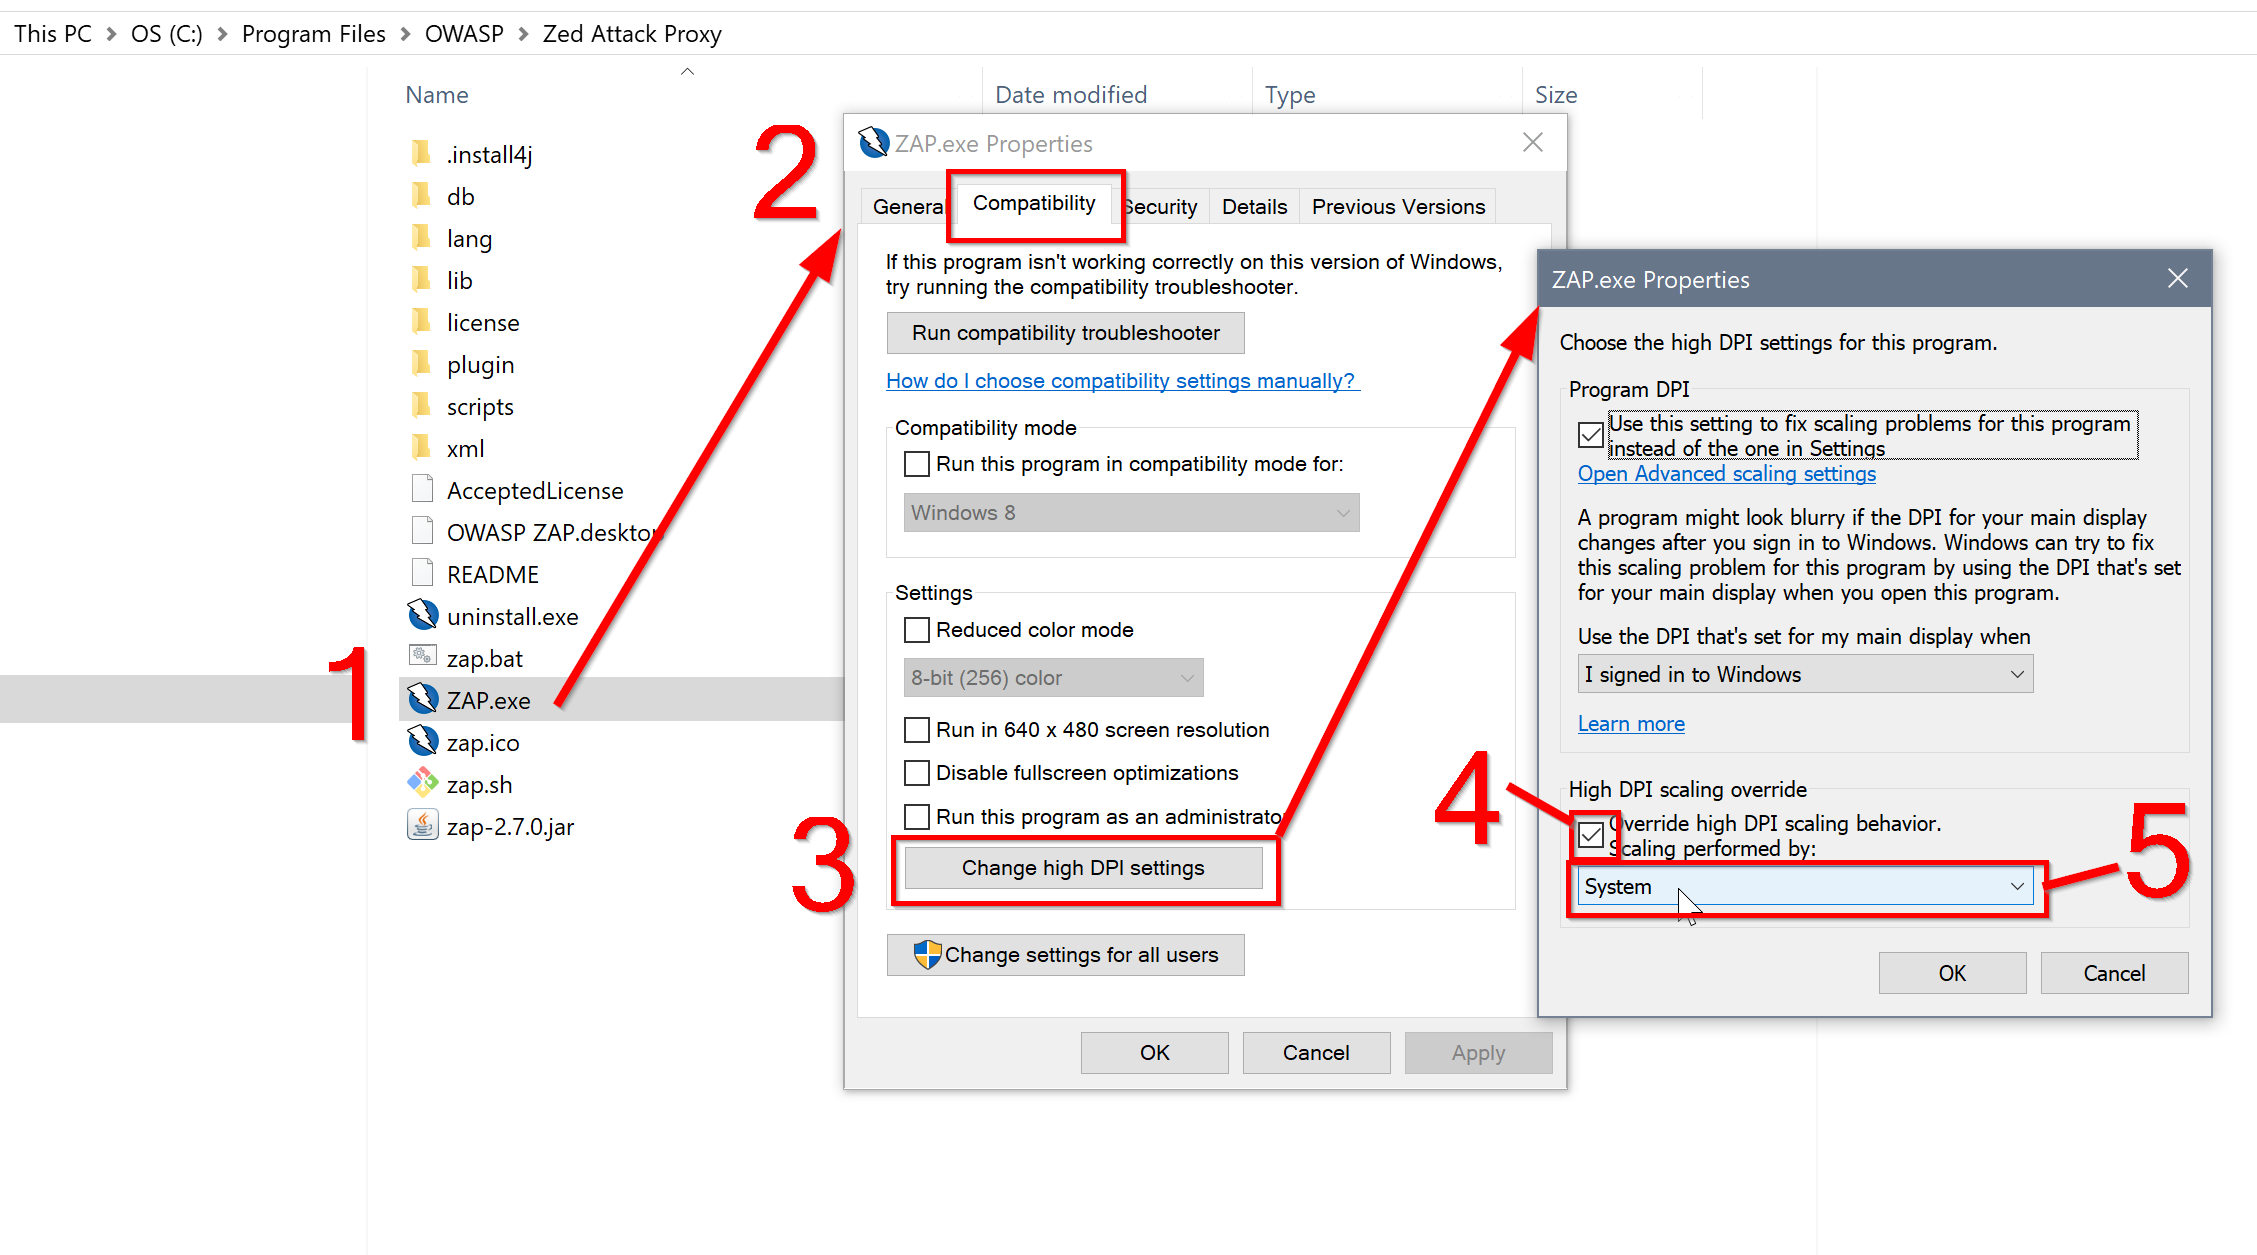 This PC > OS (C:) > Program Files > OWASP > Zed Attack Proxy
Name
Date modified
Type
Size
.install4j
db
lang
lib
license
plugin
scripts
xml
AcceptedLicense
OWASP ZAP.desktop
README
uninstall.exe
zap.bat
ZAP.exe
zap.ico
zap.sh
zap-2.7.0.jar
1
2
ZAP.exe Properties
General
Compatibility
Security
Details
Previous Versions
If this program isn't working correctly on this version of Windows,
try running the compatibility troubleshooter.
Run compatibility troubleshooter
How do I choose compatibility settings manually?
Compatibility mode
Run this program in compatibility mode for:
Windows 8
Settings
Reduced color mode
8-bit (256) color
Run in 640 x 480 screen resolution
Disable fullscreen optimizations
Run this program as an administrator
3
Change high DPI settings
Change settings for all users
OK
Cancel
Apply
ZAP.exe Properties
Choose the high DPI settings for this program.
Program DPI
Use this setting to fix scaling problems for this program
instead of the one in Settings
Open Advanced scaling settings
A program might look blurry if the DPI for your main display
changes after you sign in to Windows. Windows can try to fix
this scaling problem for this program by using the DPI that's set
for your main display when you open this program.
Use the DPI that's set for my main display when
I signed in to Windows
Learn more
4
High DPI scaling override
Override high DPI scaling behavior.
Scaling performed by:
System
5
OK
Cancel